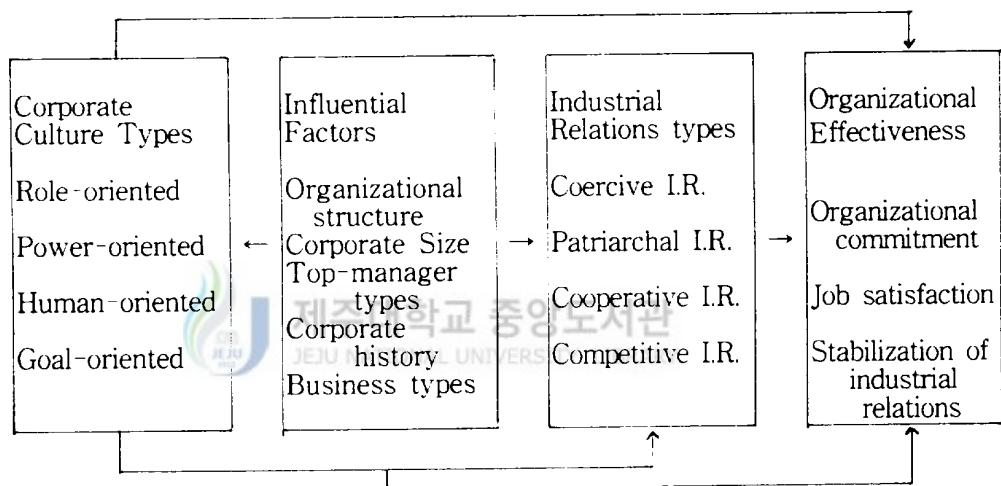 Corporate
Culture Types
Role-oriented
Power-oriented
Human-oriented
Goal-oriented
Influential
Factors
Organizational
structure
Corporate Size
Top-manager
types
Corporate
history
Business types
Industrial
Relations types
Coercive I.R.
Patriarchal I.R.
Cooperative I.R.
Competitive I.R.
Organizational
Effectiveness
Organizational
commitment
Job satisfaction
Stabilization of
industrial
relations
제주대학교 중앙도서관
JEJU NATIONAL UNIVERSITY
JEJU